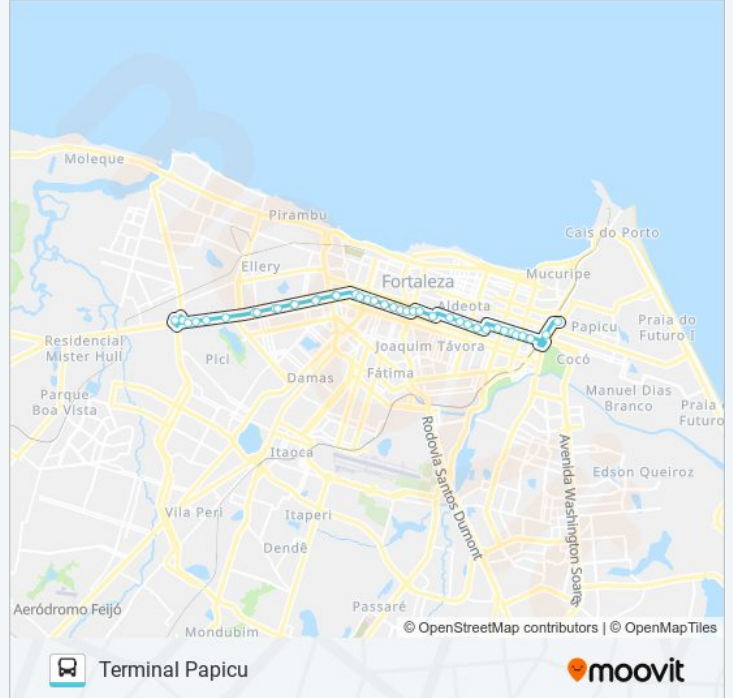 Moleque
Pirambu
Cais do Porto
Ellery
Mucuripe
Fortaleza
Aldeota
Papicu
Praia do
Futuro I
Residencial
Mister Hull
Pici
Joaquim Távora
Cocó
Damas
Fátima
Parque
Boa Vista
Manuel Dias
Branco
Praia
Futuro
Rodovia Santos Dumont
Avenida Washington Soares
Itaoca
Edson Queiroz
Vila Peri
Itaperi
Dendê
Passaré
Aeródromo Feijó
Mondubim
© OpenStreetMap contributors | © OpenMapTiles
Terminal Papicu
moovit